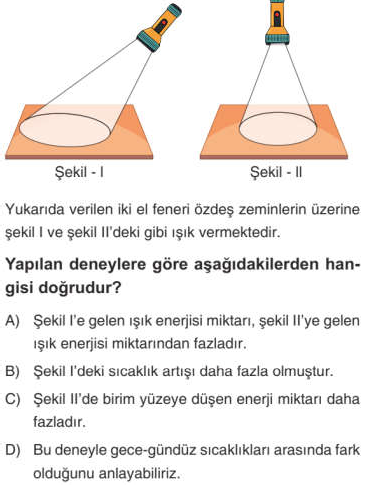 Şekil - I
Şekil - II
Yukarıda verilen iki el feneri özdeş zeminlerin üzerine
şekil I ve şekil II'deki gibi ışık vermektedir.
Yapılan deneylere göre aşağıdakilerden han-
gisi doğrudur?
A) Şekil I'e gelen ışık enerjisi miktarı, şekil II'ye gelen
ışık enerjisi miktarından fazladır.
B) Şekil I'deki sıcaklık artışı daha fazla olmuştur.
C) Şekil II'de birim yüzeye düşen enerji miktarı daha
fazladır.
D) Bu deneyle gece-gündüz sıcaklıkları arasında fark
olduğunu anlayabiliriz.